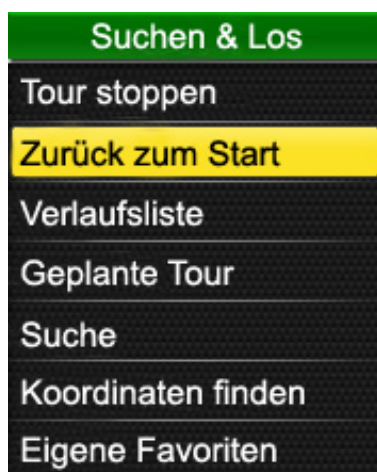 Suchen & Los
Tour stoppen
Zurück zum Start
Verlaufsliste
Geplante Tour
Suche
Koordinaten finden
Eigene Favoriten